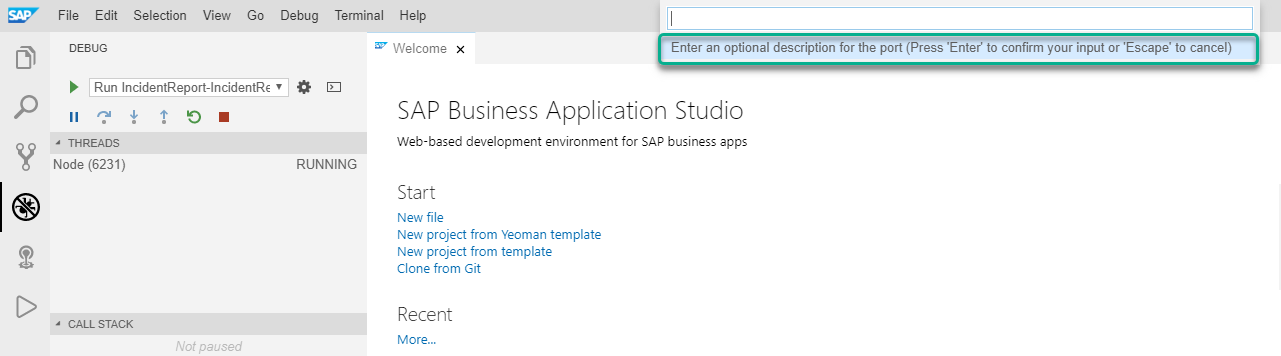 SAP File Edit Selection View Go Debug Terminal Help
Enter an optional description for the port (Press 'Enter' to confirm your input or 'Escape' to cancel)
DEBUG
Welcome
Run IncidentReport-IncidentRe
THREADS
Node (6231) RUNNING
CALL STACK
Not paused
SAP Business Application Studio
Web-based development environment for SAP business apps
Start
New file
New project from Yeoman template
New project from template
Clone from Git
Recent
More...